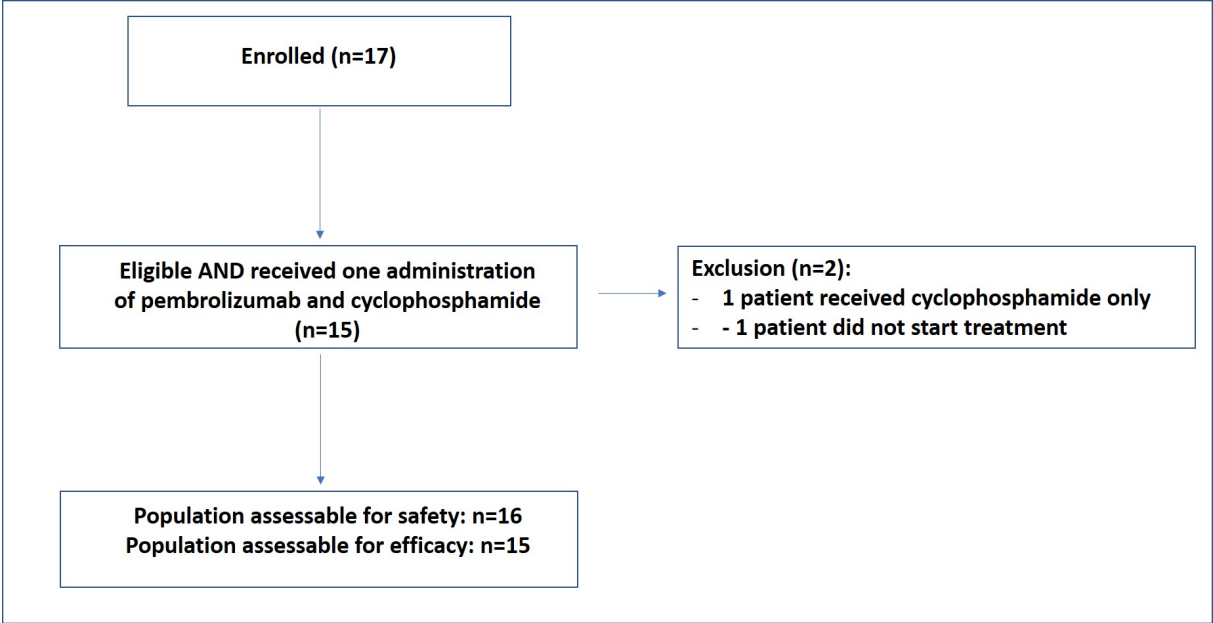 Enrolled (n=17)
Eligible AND received one administration
of pembrolizumab and cyclophosphamide
(n=15)
Exclusion (n=2):
- 1 patient received cyclophosphamide only
- - 1 patient did not start treatment
Population assessable for safety: n=16
Population assessable for efficacy: n=15